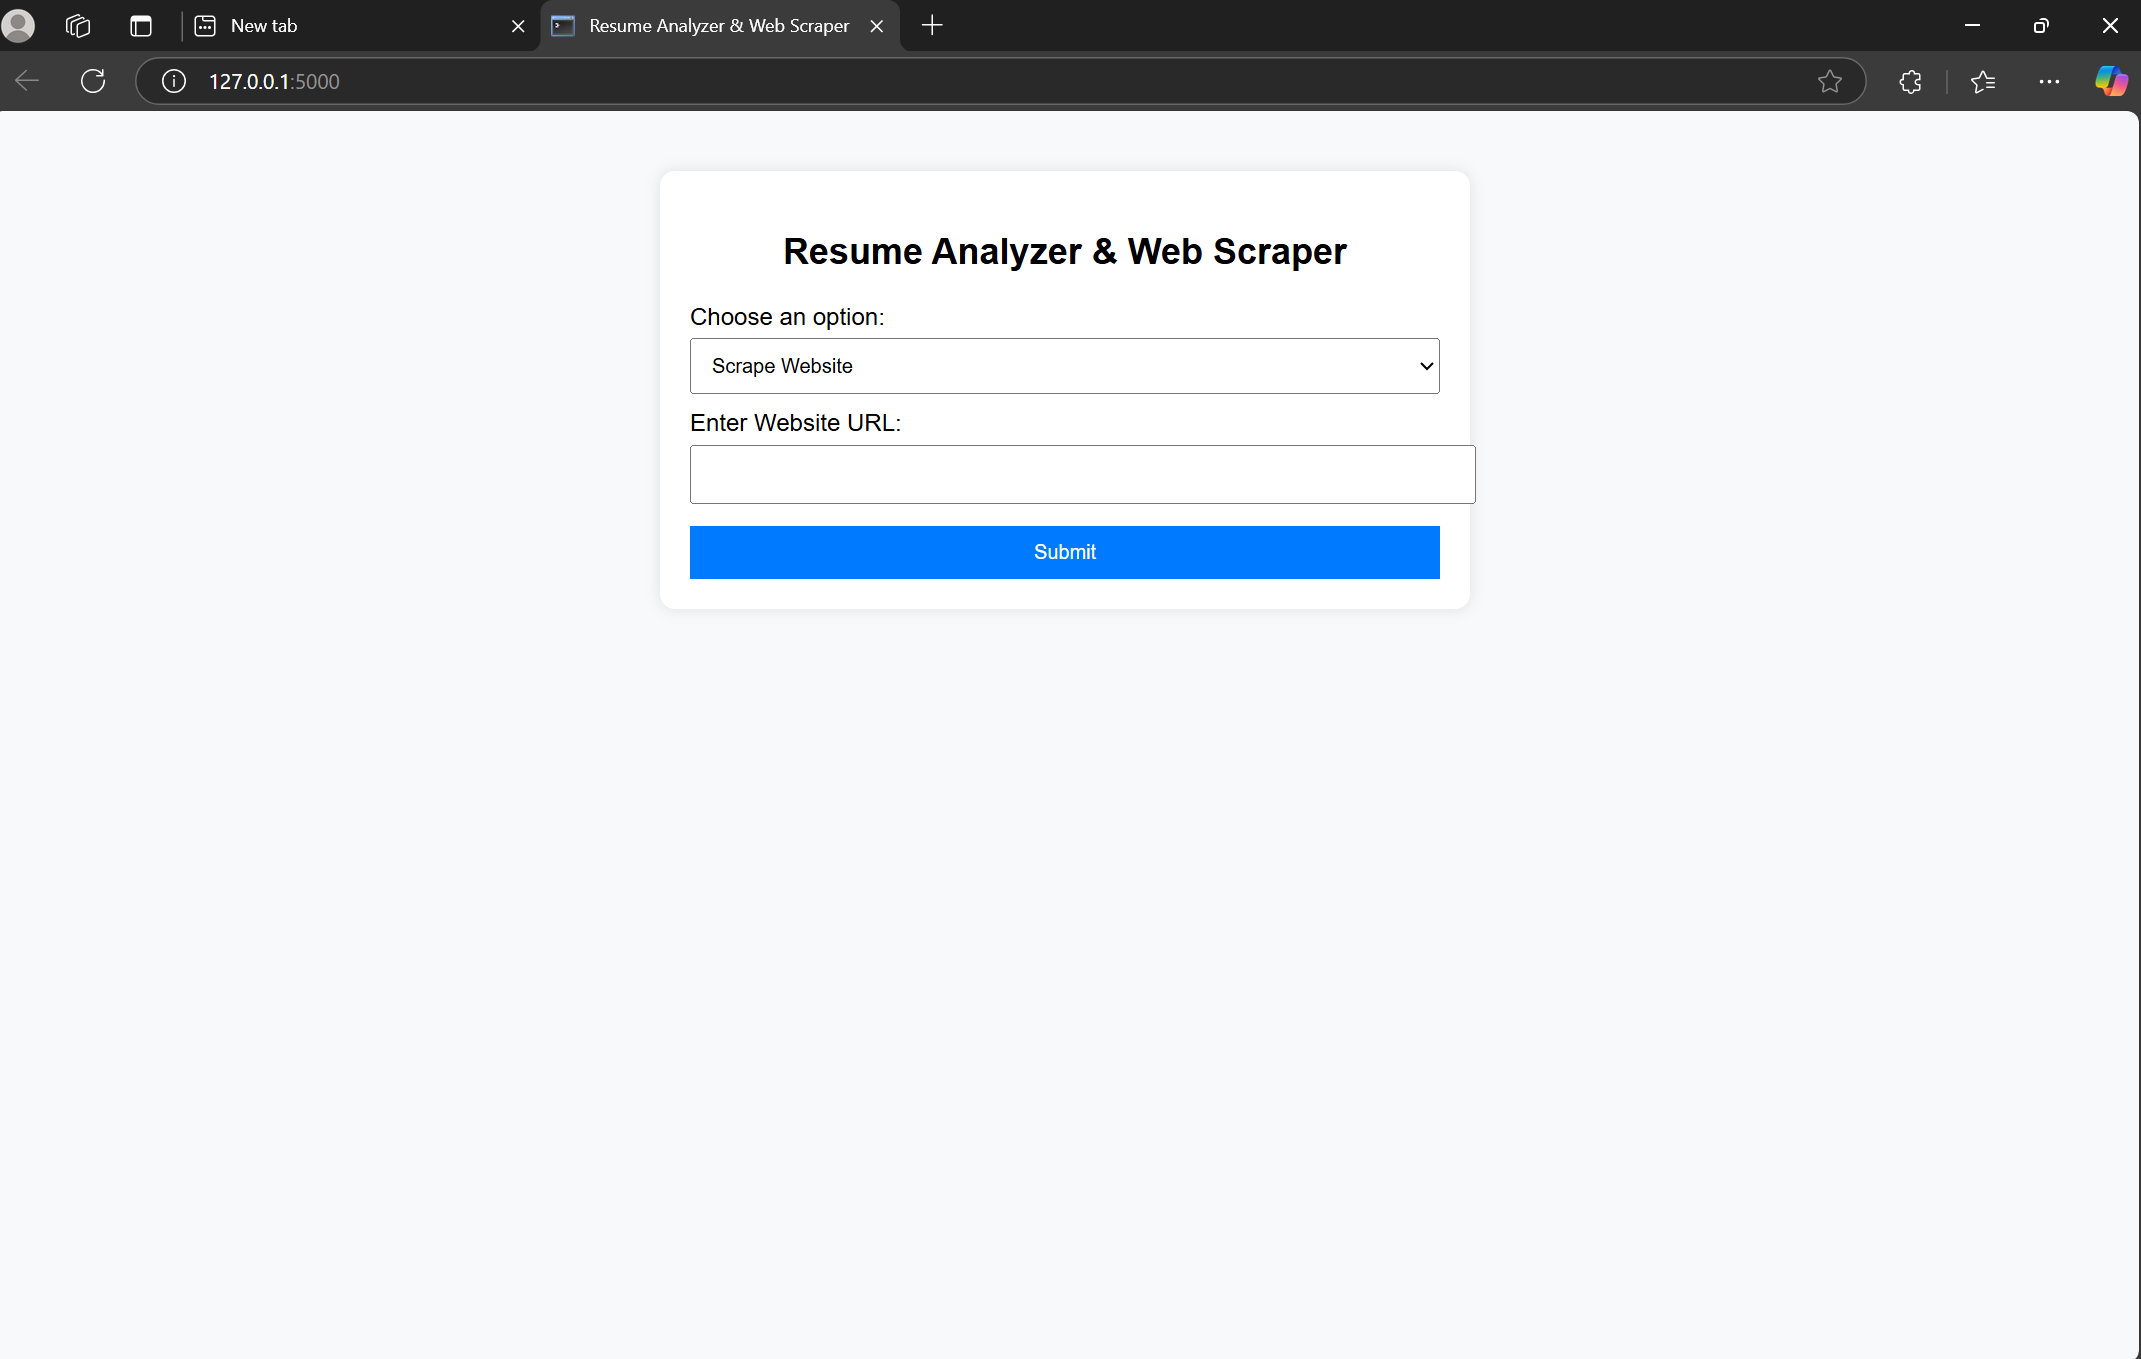 New tab
Resume Analyzer & Web Scraper
127.0.0.1:5000
Resume Analyzer & Web Scraper
Choose an option:
Scrape Website
Enter Website URL:
Submit